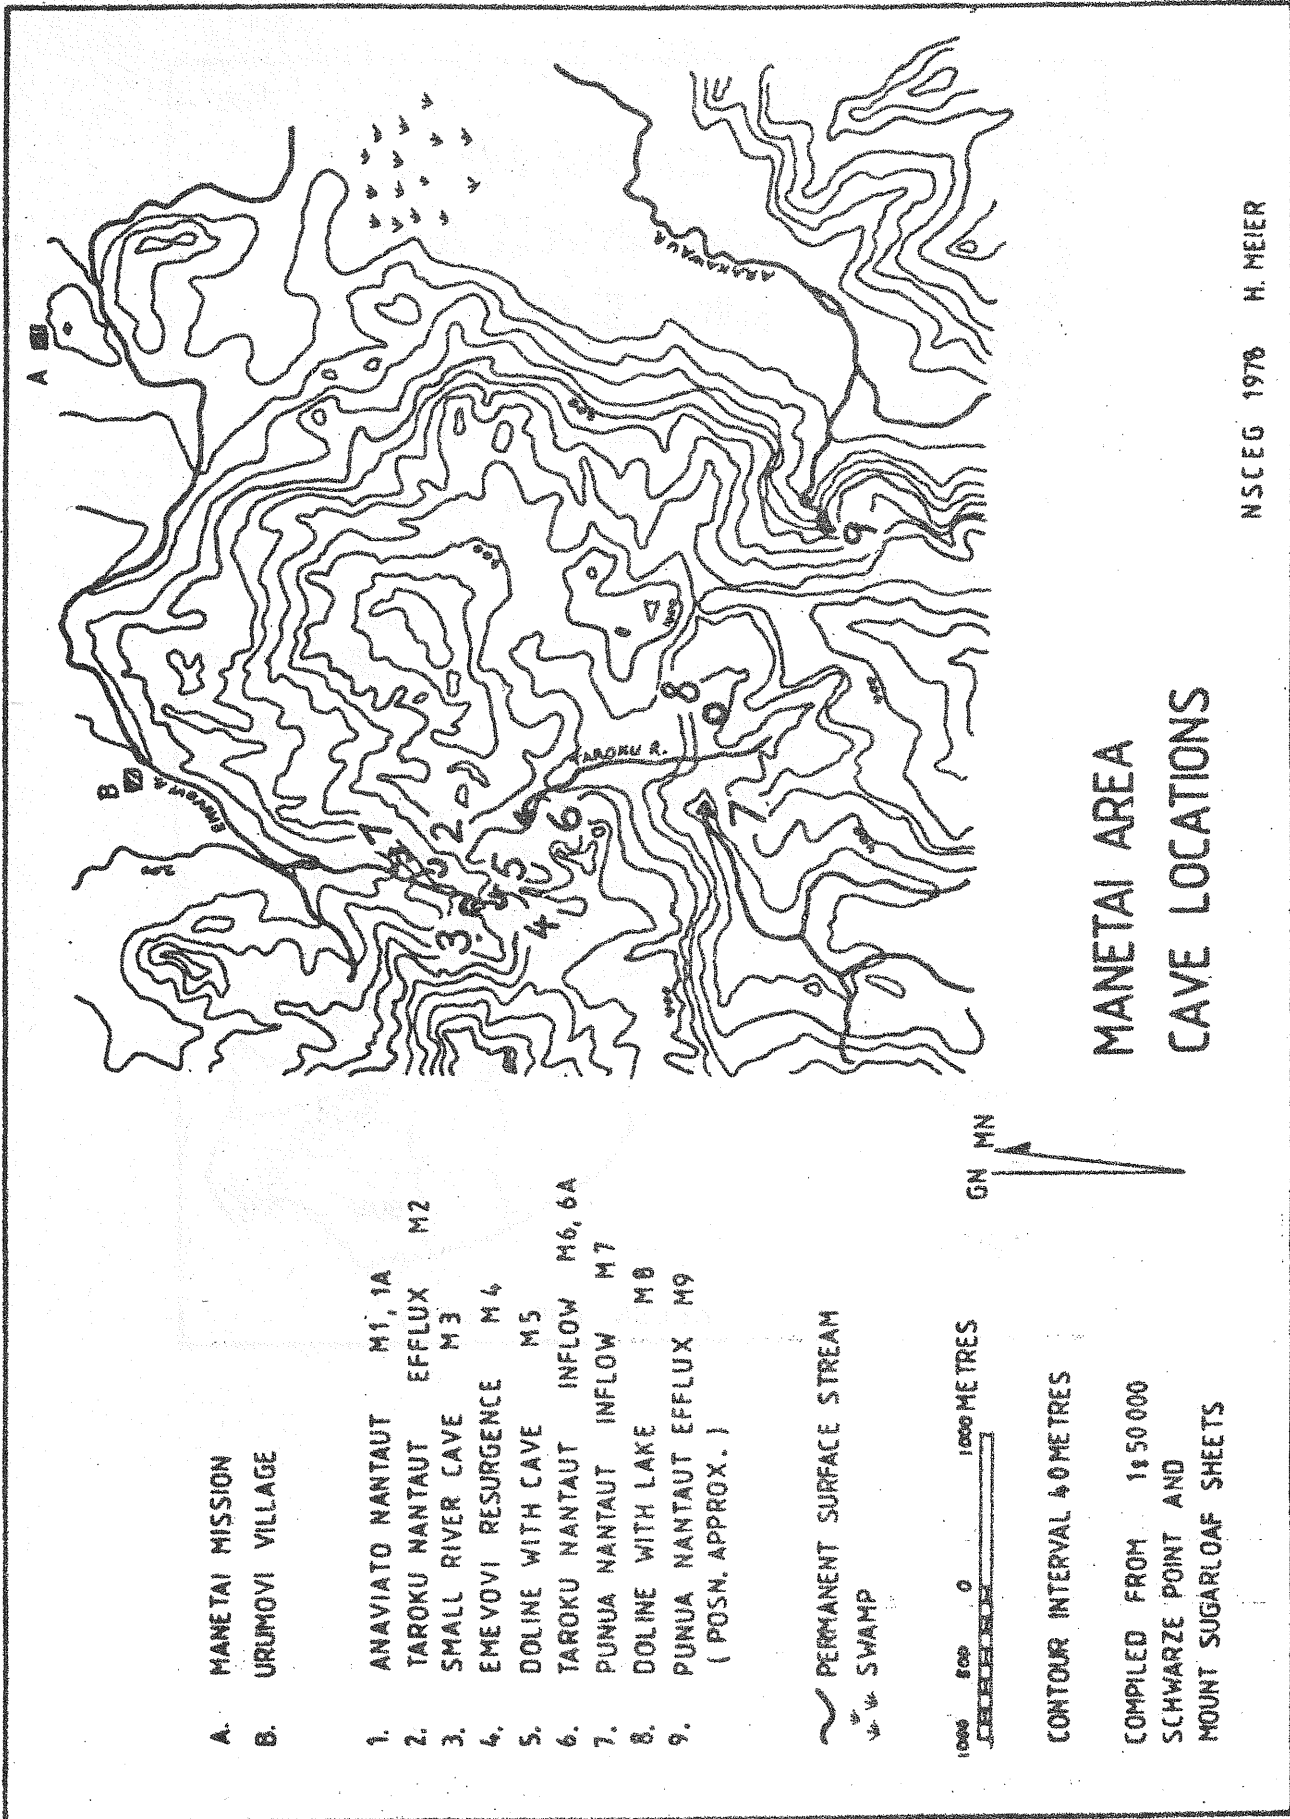 A. MANETAI MISSION
B. URUMOVI VILLAGE
1. ANAVIATO NANTAUT M1, 1A
2. TAROKU NANTAUT EFFLUX M2
3. SMALL RIVER CAVE M3
4. EMEVOVI RESURGENCE M4
5. DOLINE WITH CAVE M5
6. TAROKU NANTAUT INFLOW M6, 6A
7. PUNUA NANTAUT INFLOW M7
8. DOLINE WITH LAKE M8
9. PUNUA NANTAUT EFFLUX M9
( POSN. APPROX. )
PERMANENT SURFACE STREAM
SWAMP
1000 500 0 1000 METRES
CONTOUR INTERVAL 40 METRES
COMPILED FROM 1:50000
SCHWARZE POINT AND
MOUNT SUGARLOAF SHEETS
GN MN
A
B
200
1
2
3
3
4
5
6
TAROKU R.
7
8
9
ARAKAWAUA
MANETAI AREA
CAVE LOCATIONS
NSCEG 1978 H. MEIER